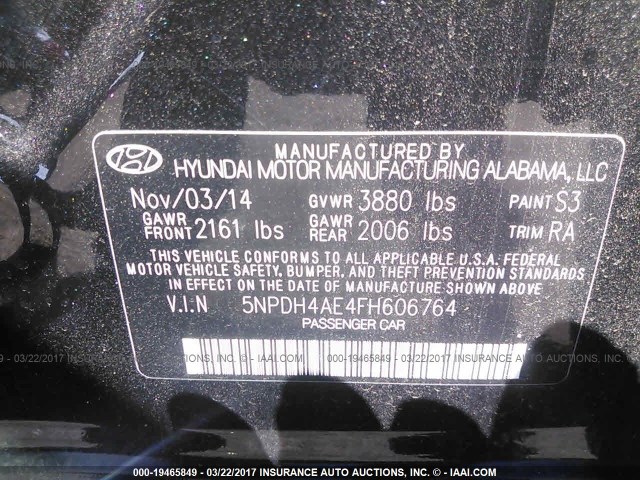 MANUFACTURED BY
HYUNDAI MOTOR MANUFACTURING ALABAMA, LLC
Nov/03/14 GVWR 3880 lbs PAINT S3
GAWR FRONT 2161 lbs GAWR REAR 2006 lbs TRIM RA
THIS VEHICLE CONFORMS TO ALL APPLICABLE U.S.A. FEDERAL
MOTOR VEHICLE SAFETY, BUMPER, AND THEFT PREVENTION
STANDARDS IN EFFECT ON THE DATE OF MANUFACTURE SHOWN ABOVE.
V.I.N 5NPDH4AE4FH606764
PASSENGER CAR
000-19465849 - 03/22/2017 INSURANCE AUTO AUCTIONS, INC. - IAAI.COM